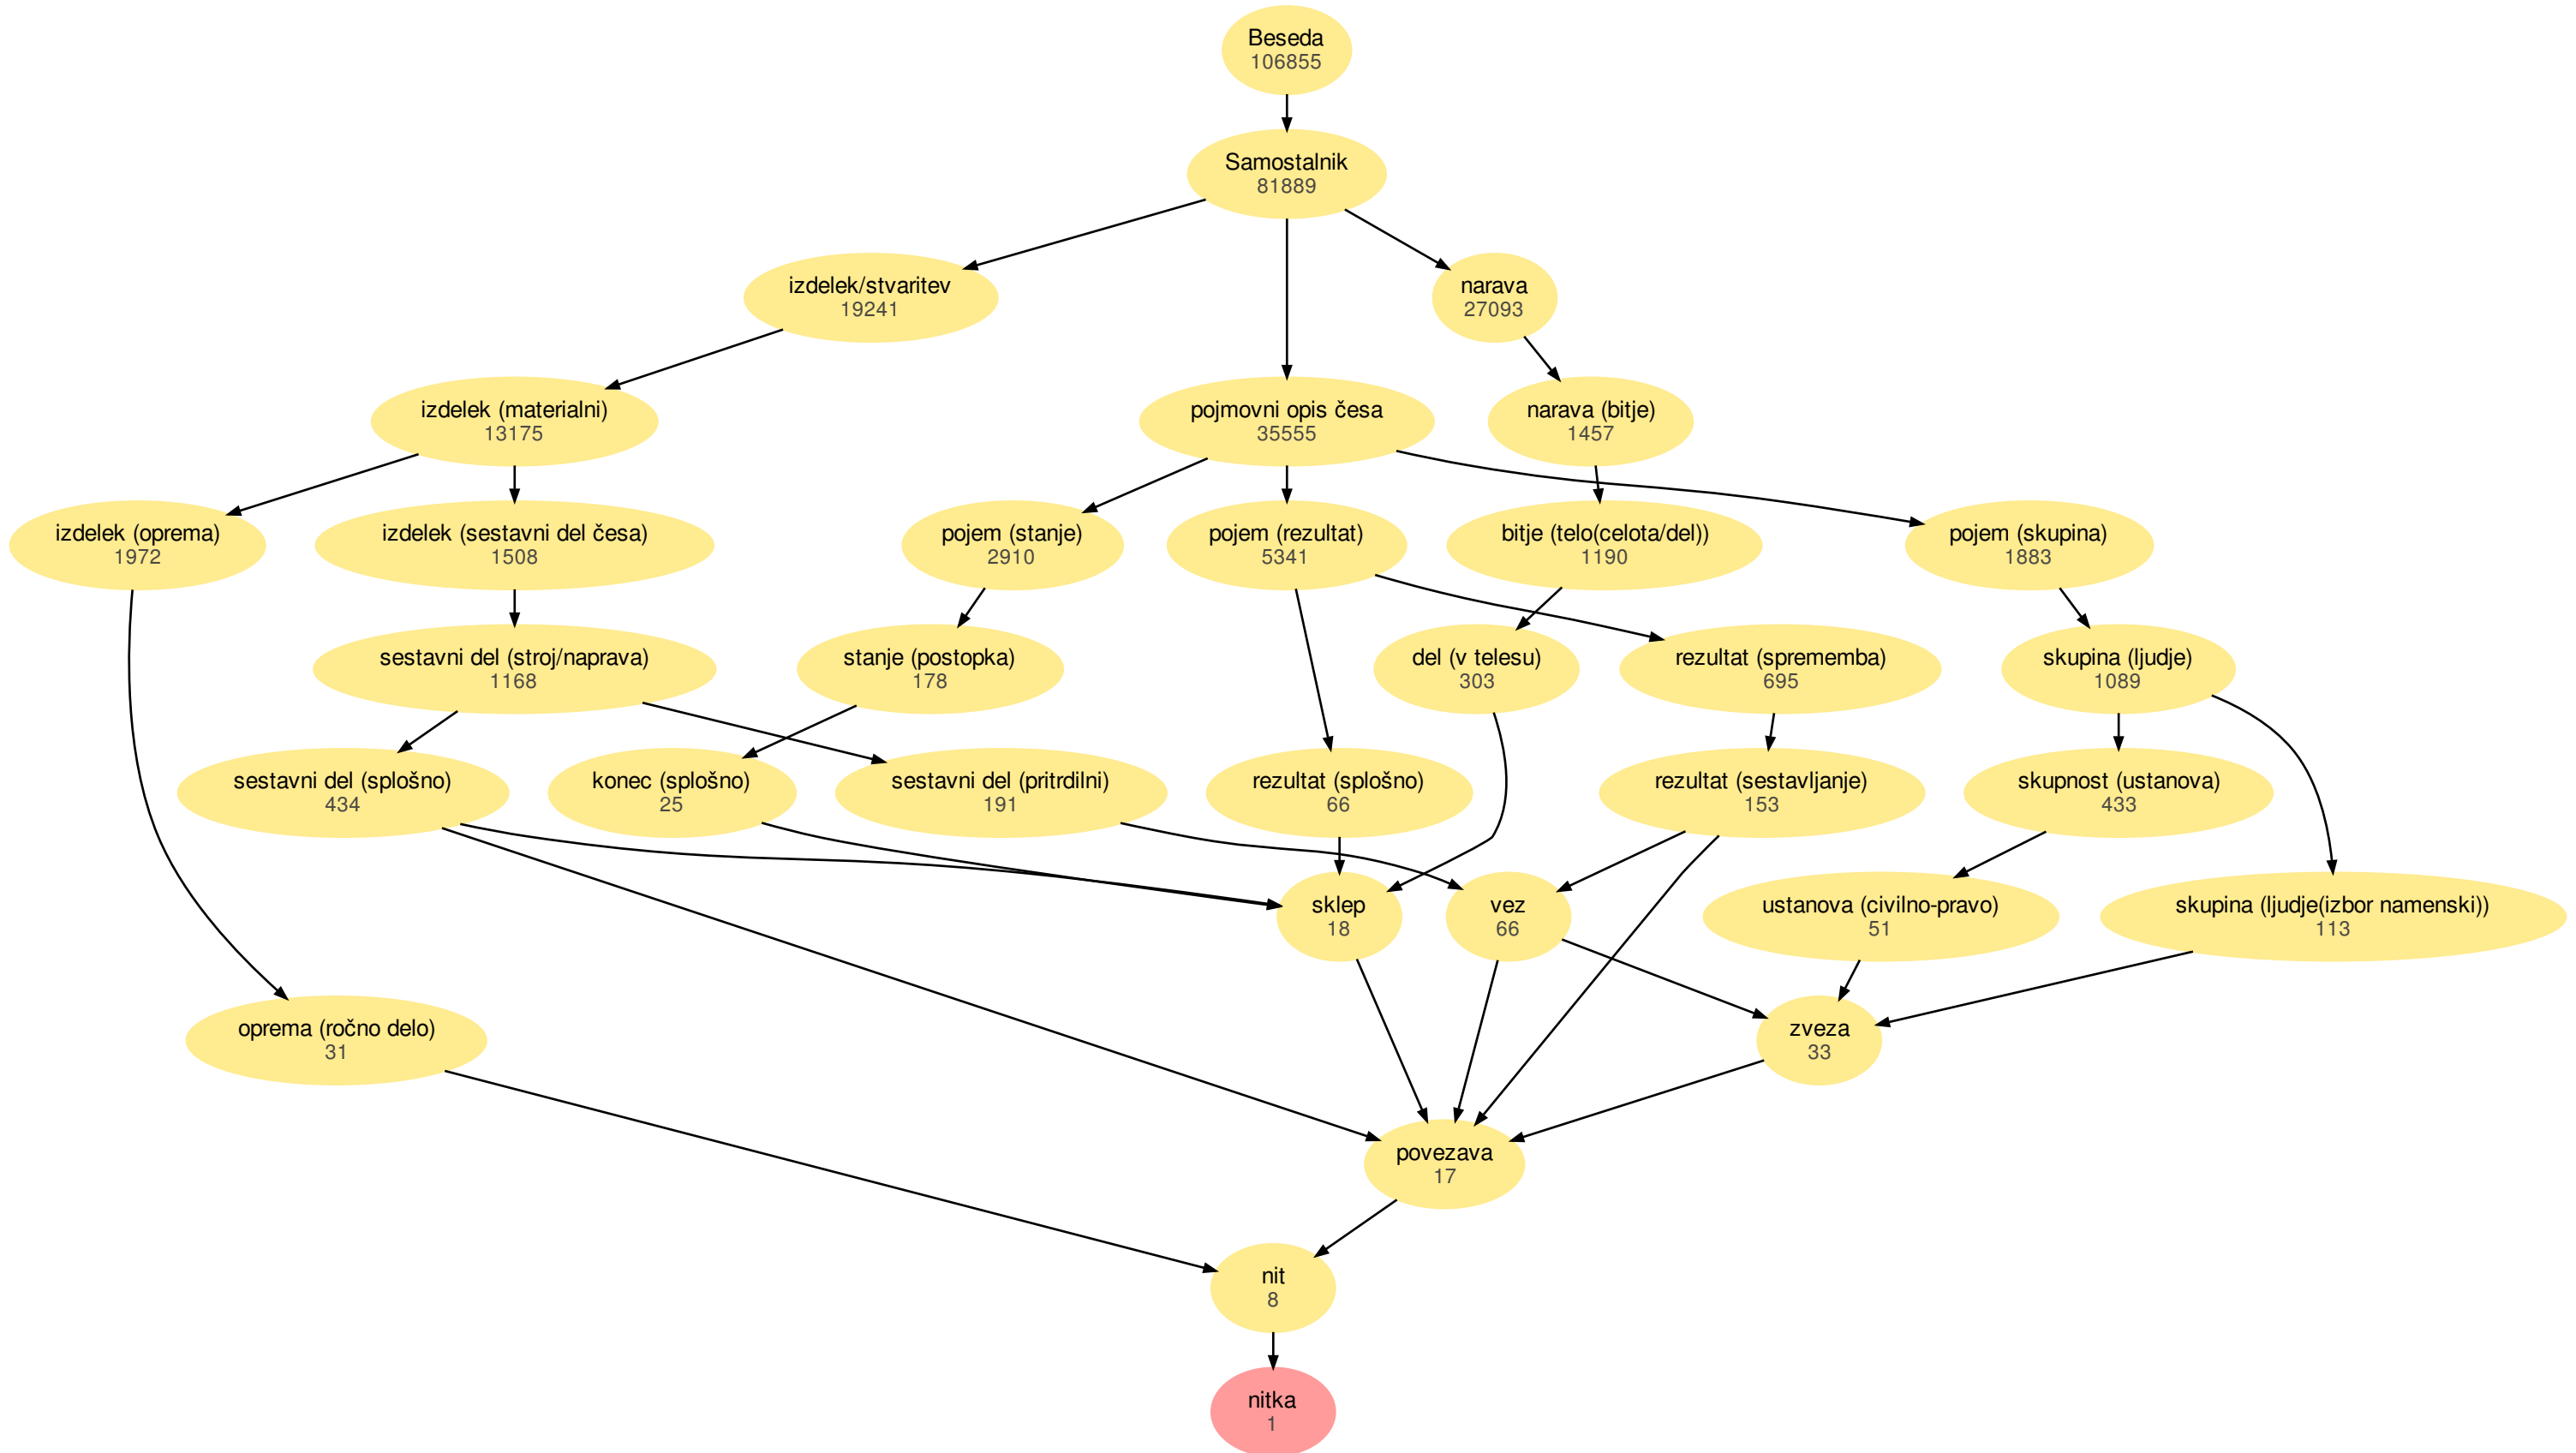 Beseda
106855
Samostalnik
81889
izdelek/stvaritev
19241
narava
27093
izdelek (materialni)
13175
pojmovni opis česa
35555
narava (bitje)
1457
izdelek (oprema)
1972
izdelek (sestavni del česa)
1508
pojem (stanje)
2910
pojem (rezultat)
5341
bitje (telo(celota/del))
1190
pojem (skupina)
1883
sestavni del (stroj/naprava)
1168
stanje (postopka)
178
del (v telesu)
303
rezultat (sprememba)
695
skupina (ljudje)
1089
sestavni del (splošno)
434
konec (splošno)
25
sestavni del (pritrdilni)
191
rezultat (splošno)
66
rezultat (sestavljanje)
153
skupnost (ustanova)
433
sklep
18
vez
66
ustanova (civilno-pravo)
51
skupina (ljudje(izbor namenski))
113
oprema (ročno delo)
31
zveza
33
povezava
17
nit
8
nitka
1